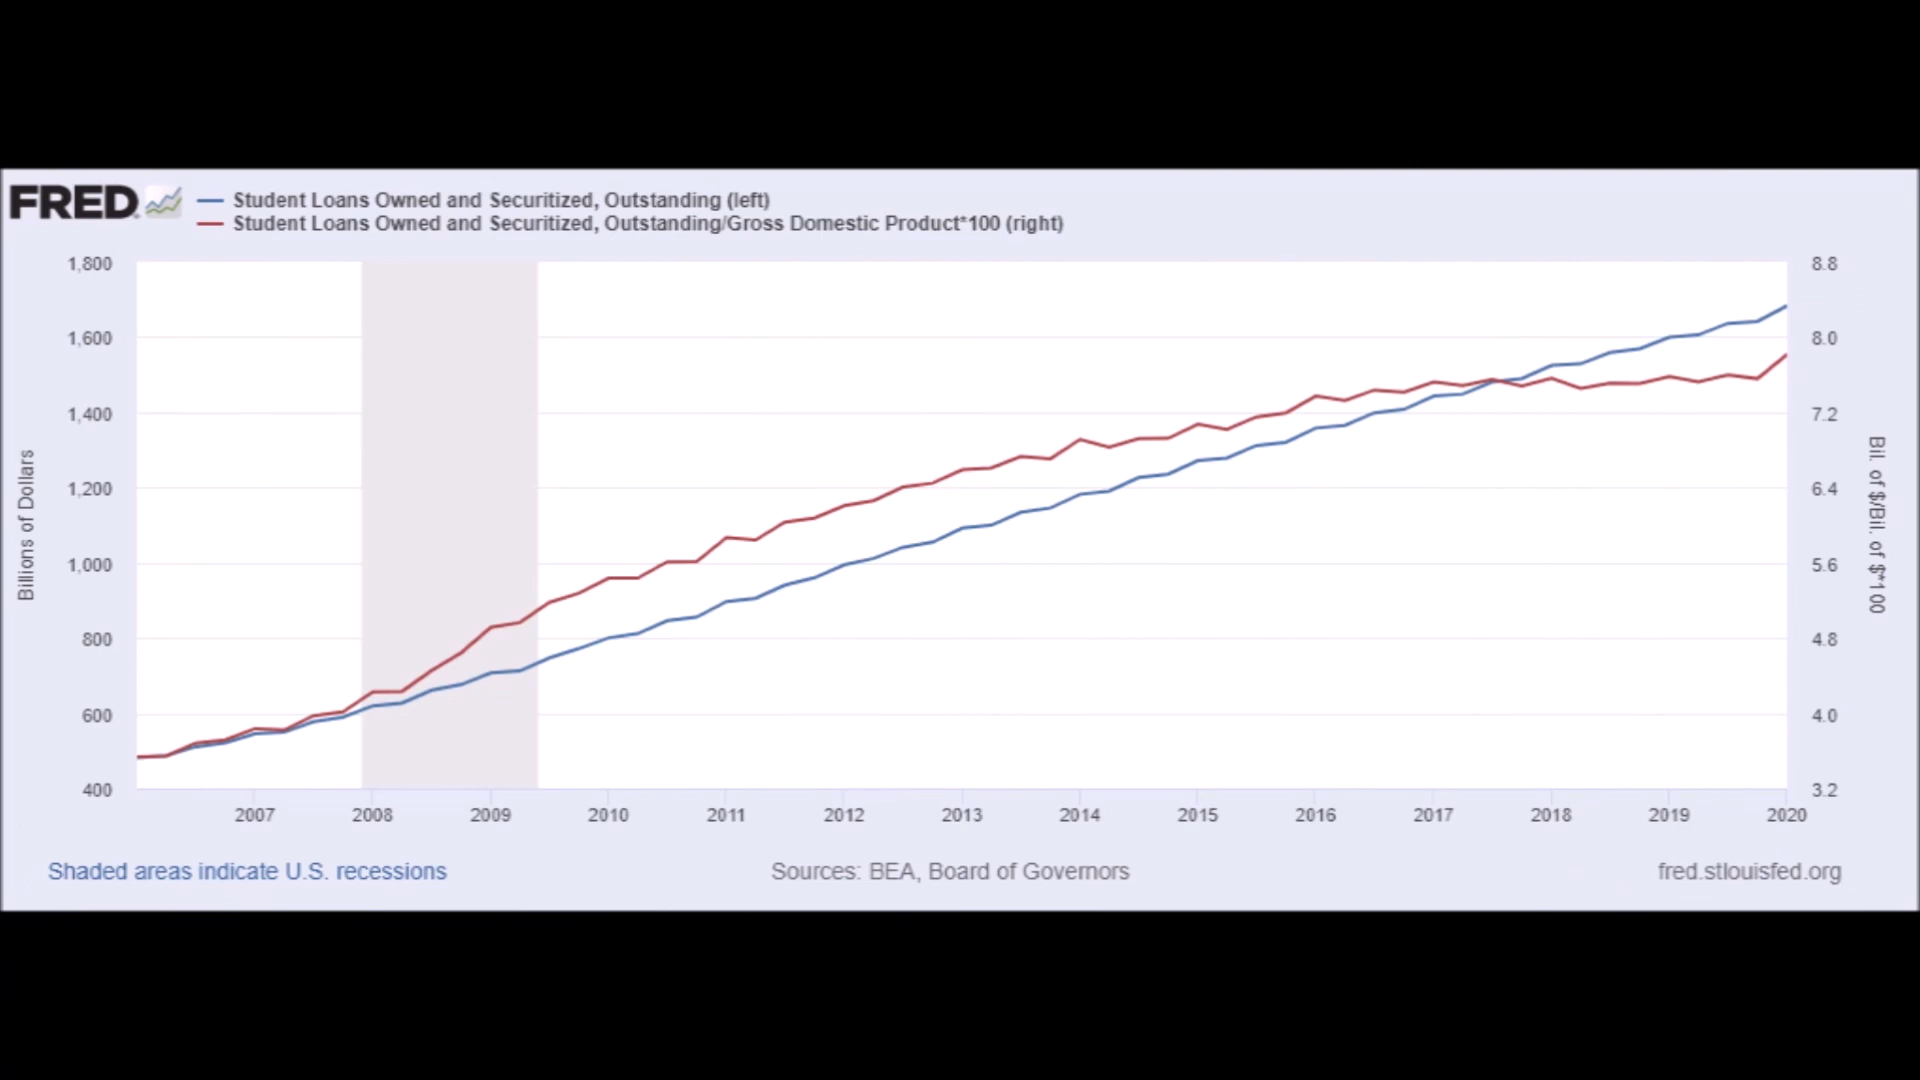 FRED
Student Loans Owned and Securitized, Outstanding (left)
Student Loans Owned and Securitized, Outstanding/Gross Domestic Product*100 (right)
1,800
1,600
1,400
1,200
1,000
800
600
400
Billions of Dollars
8.8
8.0
7.2
6.4
5.6
4.8
4.0
3.2
Bil. of $/Bil. of $*100
2007 2008 2009 2010 2011 2012 2013 2014 2015 2016 2017 2018 2019 2020
Shaded areas indicate U.S. recessions
Sources: BEA, Board of Governors
fred.stlouisfed.org